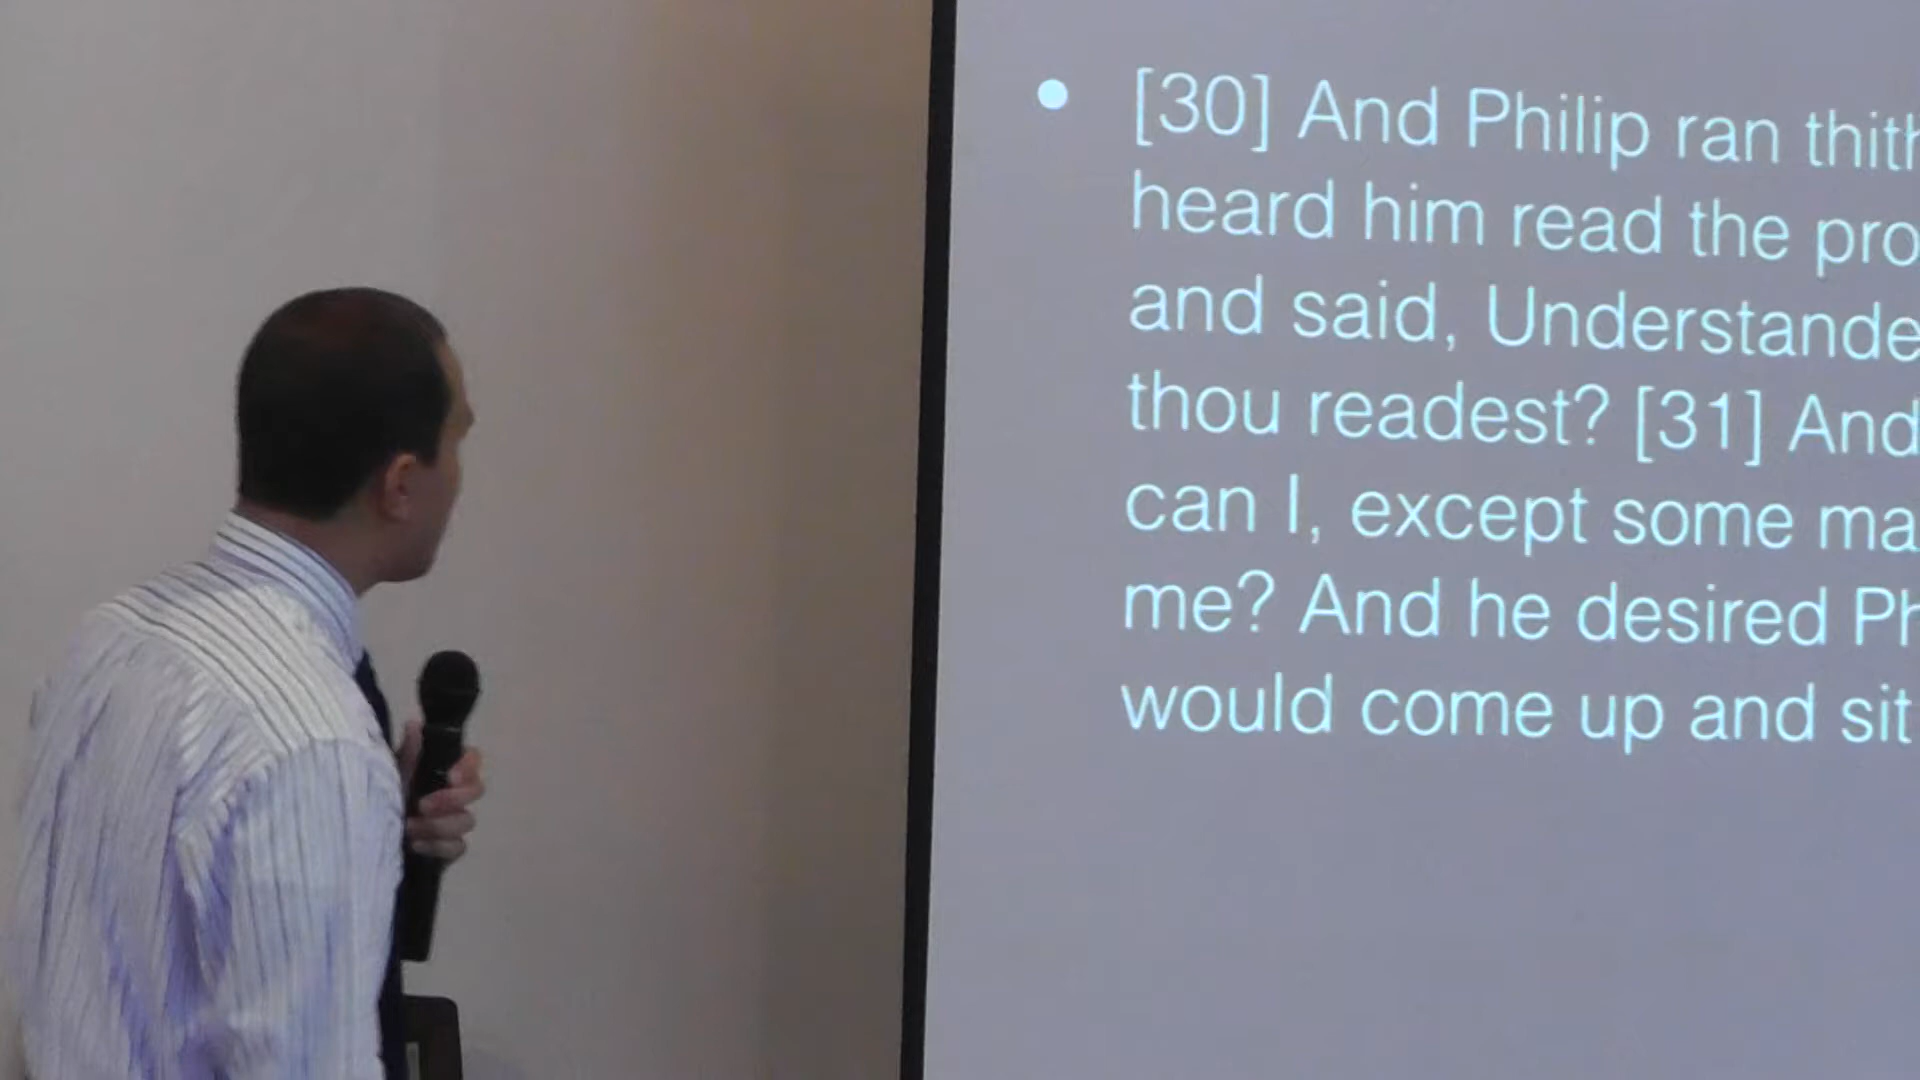 • [30] And Philip ran thith
heard him read the pro
and said, Understande
thou readest? [31] And
can I, except some ma
me? And he desired Ph
would come up and sit